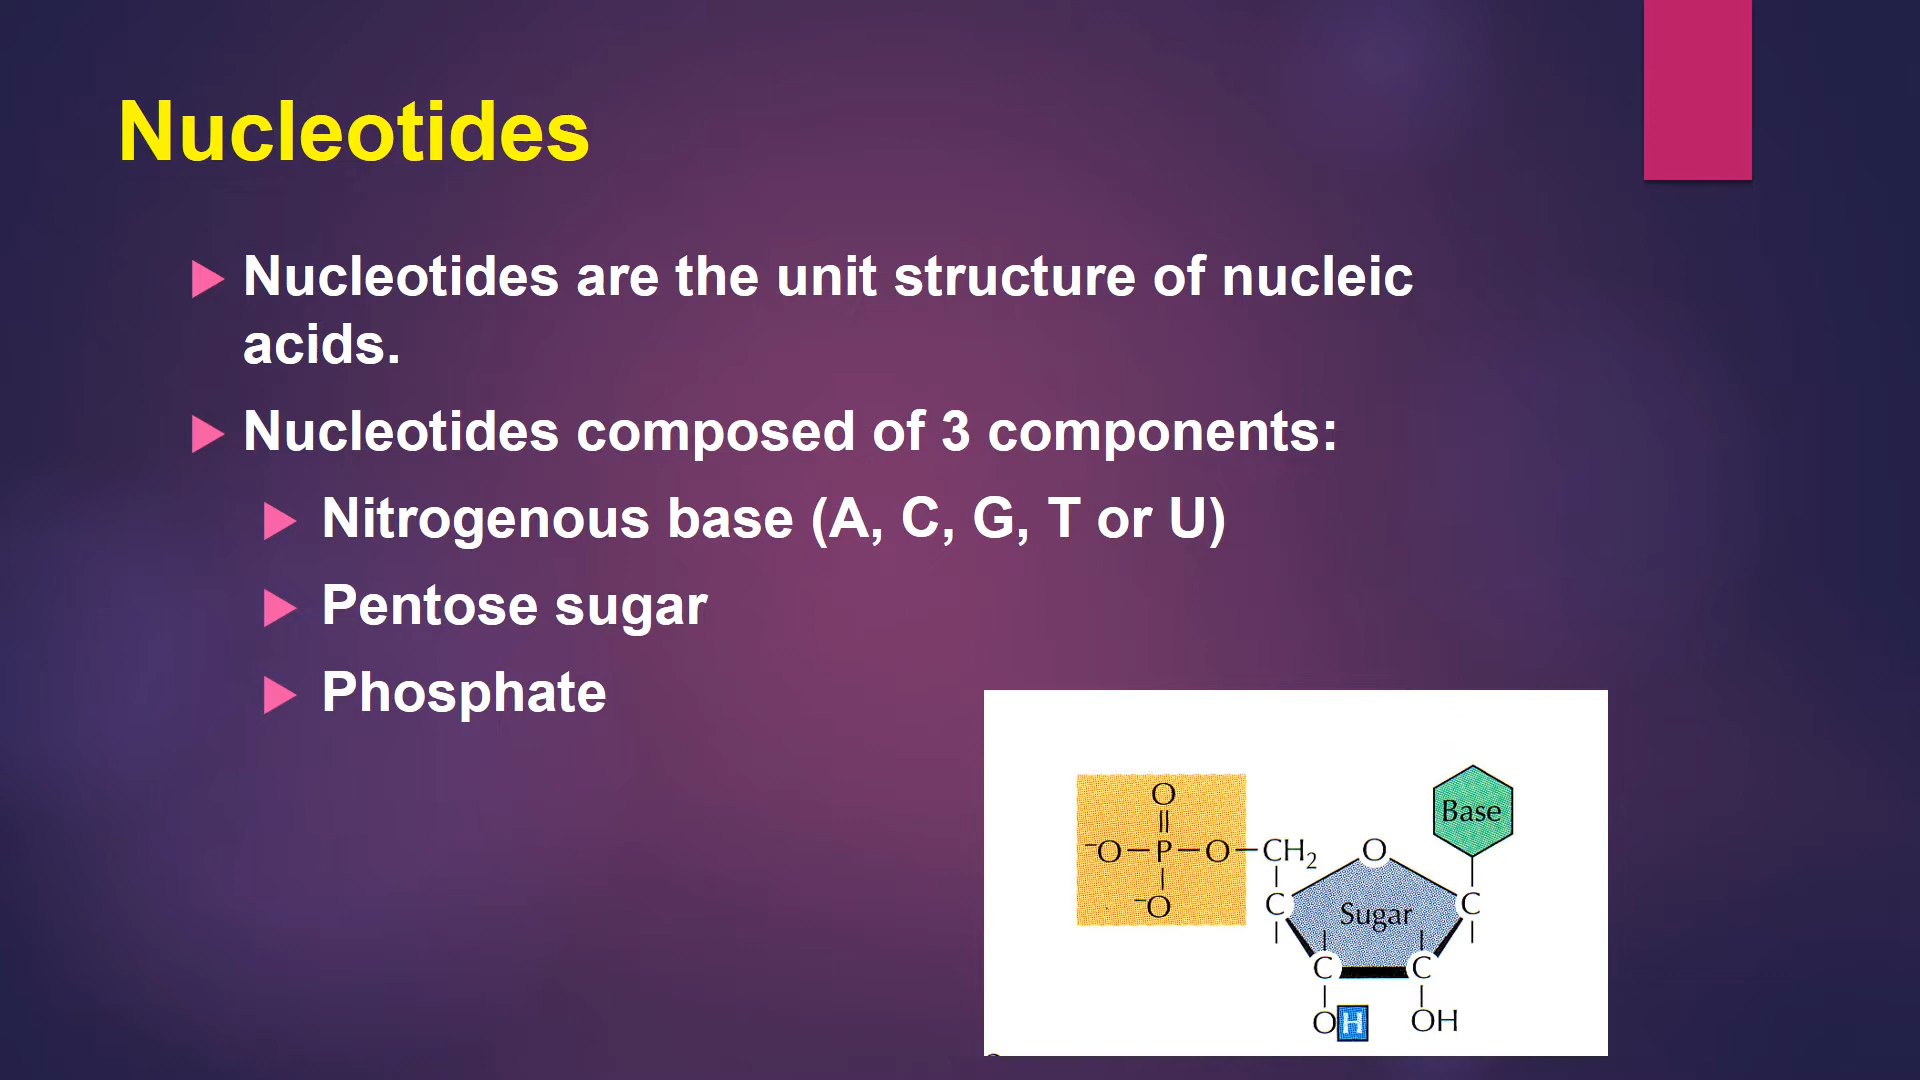 Nucleotides
Nucleotides are the unit structure of nucleic
acids.
Nucleotides composed of 3 components:
Nitrogenous base (A, C, G, T or U)
Pentose sugar
Phosphate
O
Base
⁻O—P—O—CH₂ O
C Sugar C
⁻O
C C
OH OH